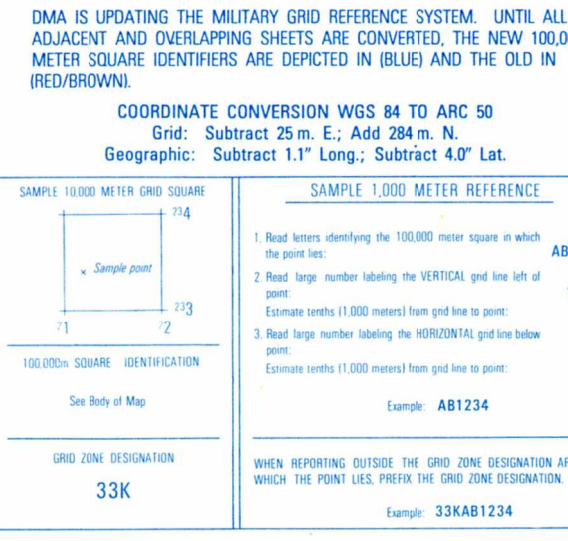 DMA IS UPDATING THE MILITARY GRID REFERENCE SYSTEM. UNTIL ALL
ADJACENT AND OVERLAPPING SHEETS ARE CONVERTED, THE NEW 100,0
METER SQUARE IDENTIFIERS ARE DEPICTED IN (BLUE) AND THE OLD IN
(RED/BROWN).
COORDINATE CONVERSION WGS 84 TO ARC 50
Grid: Subtract 25 m. E.; Add 284 m. N.
Geographic: Subtract 1.1" Long.; Subtract 4.0" Lat.
SAMPLE 10,000 METER GRID SQUARE
234
x Sample point
233
71 72
100,000m SQUARE IDENTIFICATION
See Body of Map
GRID ZONE DESIGNATION
33K
SAMPLE 1,000 METER REFERENCE
1. Read letters identifying the 100,000 meter square in which
the point lies: AB
2. Read large number labeling the VERTICAL grid line left of
point:
Estimate tenths (1,000 meters) from grid line to point:
3. Read large number labeling the HORIZONTAL grid line below
point:
Estimate tenths (1,000 meters) from grid line to point:
Example: AB1234
WHEN REPORTING OUTSIDE THE GRID ZONE DESIGNATION AR
WHICH THE POINT LIES, PREFIX THE GRID ZONE DESIGNATION.
Example: 33KAB1234